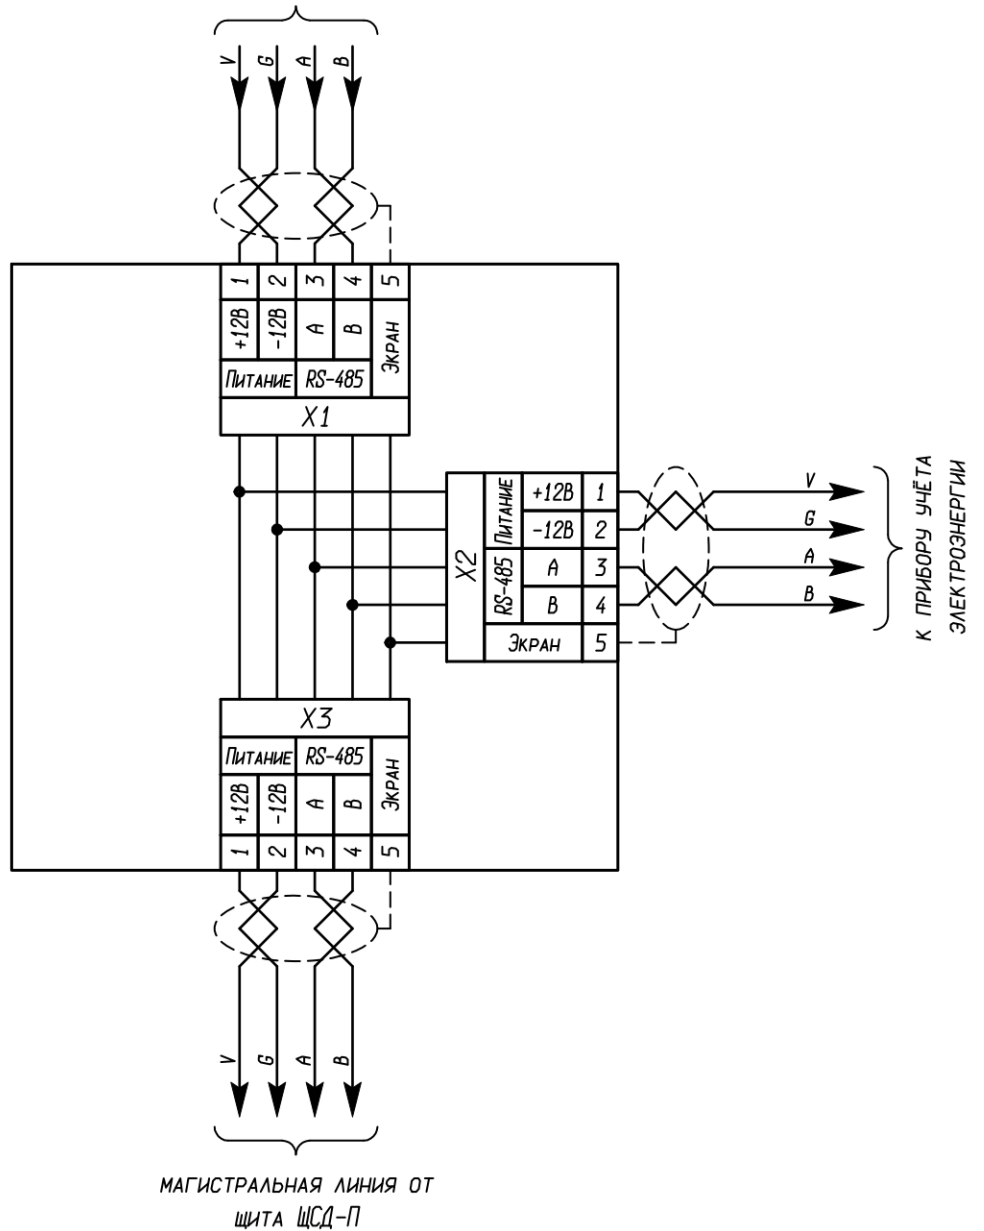 V G A B
1 2 3 4 5
+12В -12В А В Экран
Питание RS-485
X1
X2
Питание
RS-485
+12В 1
-12В 2
А 3
В 4
Экран 5
V
G
A
B
К ПРИБОРУ УЧЁТА
ЭЛЕКТРОЭНЕРГИИ
X3
Питание RS-485
+12В -12В А В Экран
1 2 3 4 5
V G A B
МАГИСТРАЛЬНАЯ ЛИНИЯ ОТ
ЩИТА ЩСД-П